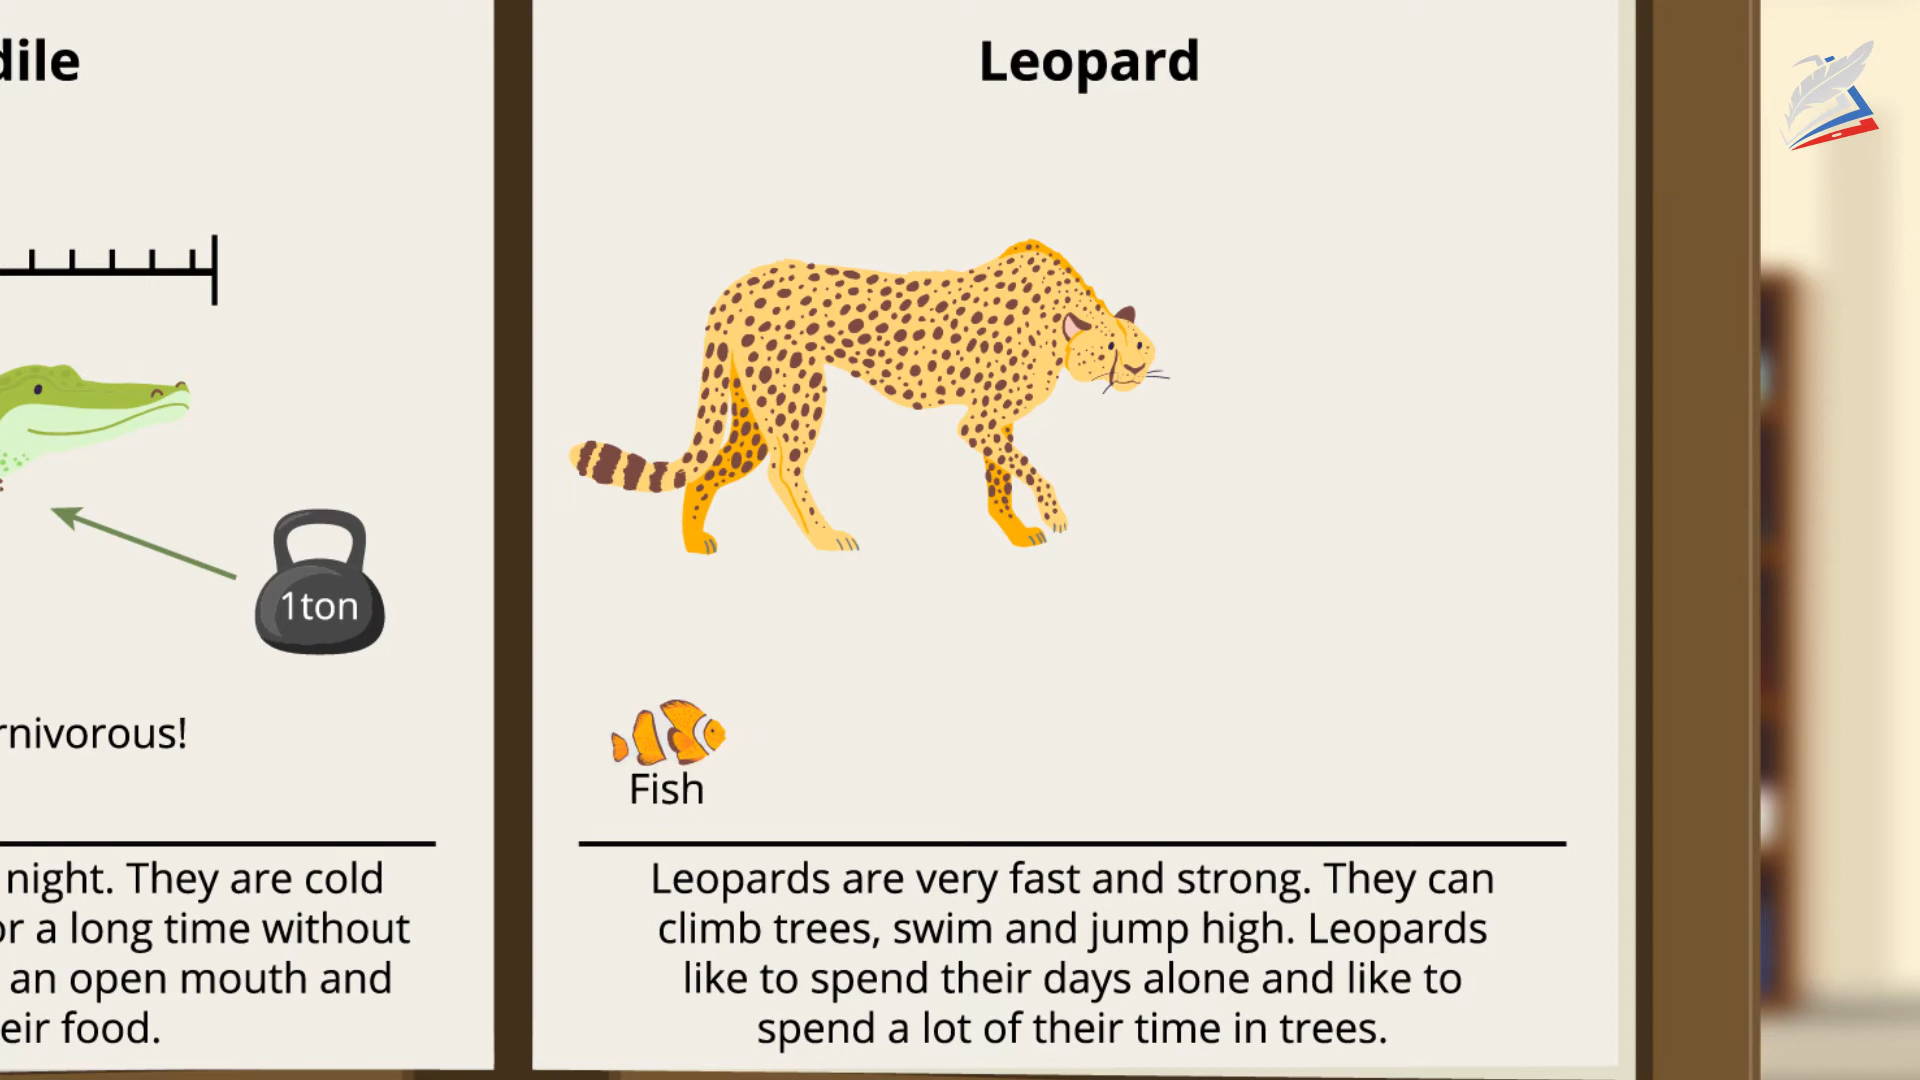 dile
1ton
rnivorous!
night. They are cold
or a long time without
an open mouth and
eir food.
Leopard
Fish
Leopards are very fast and strong. They can
climb trees, swim and jump high. Leopards
like to spend their days alone and like to
spend a lot of their time in trees.